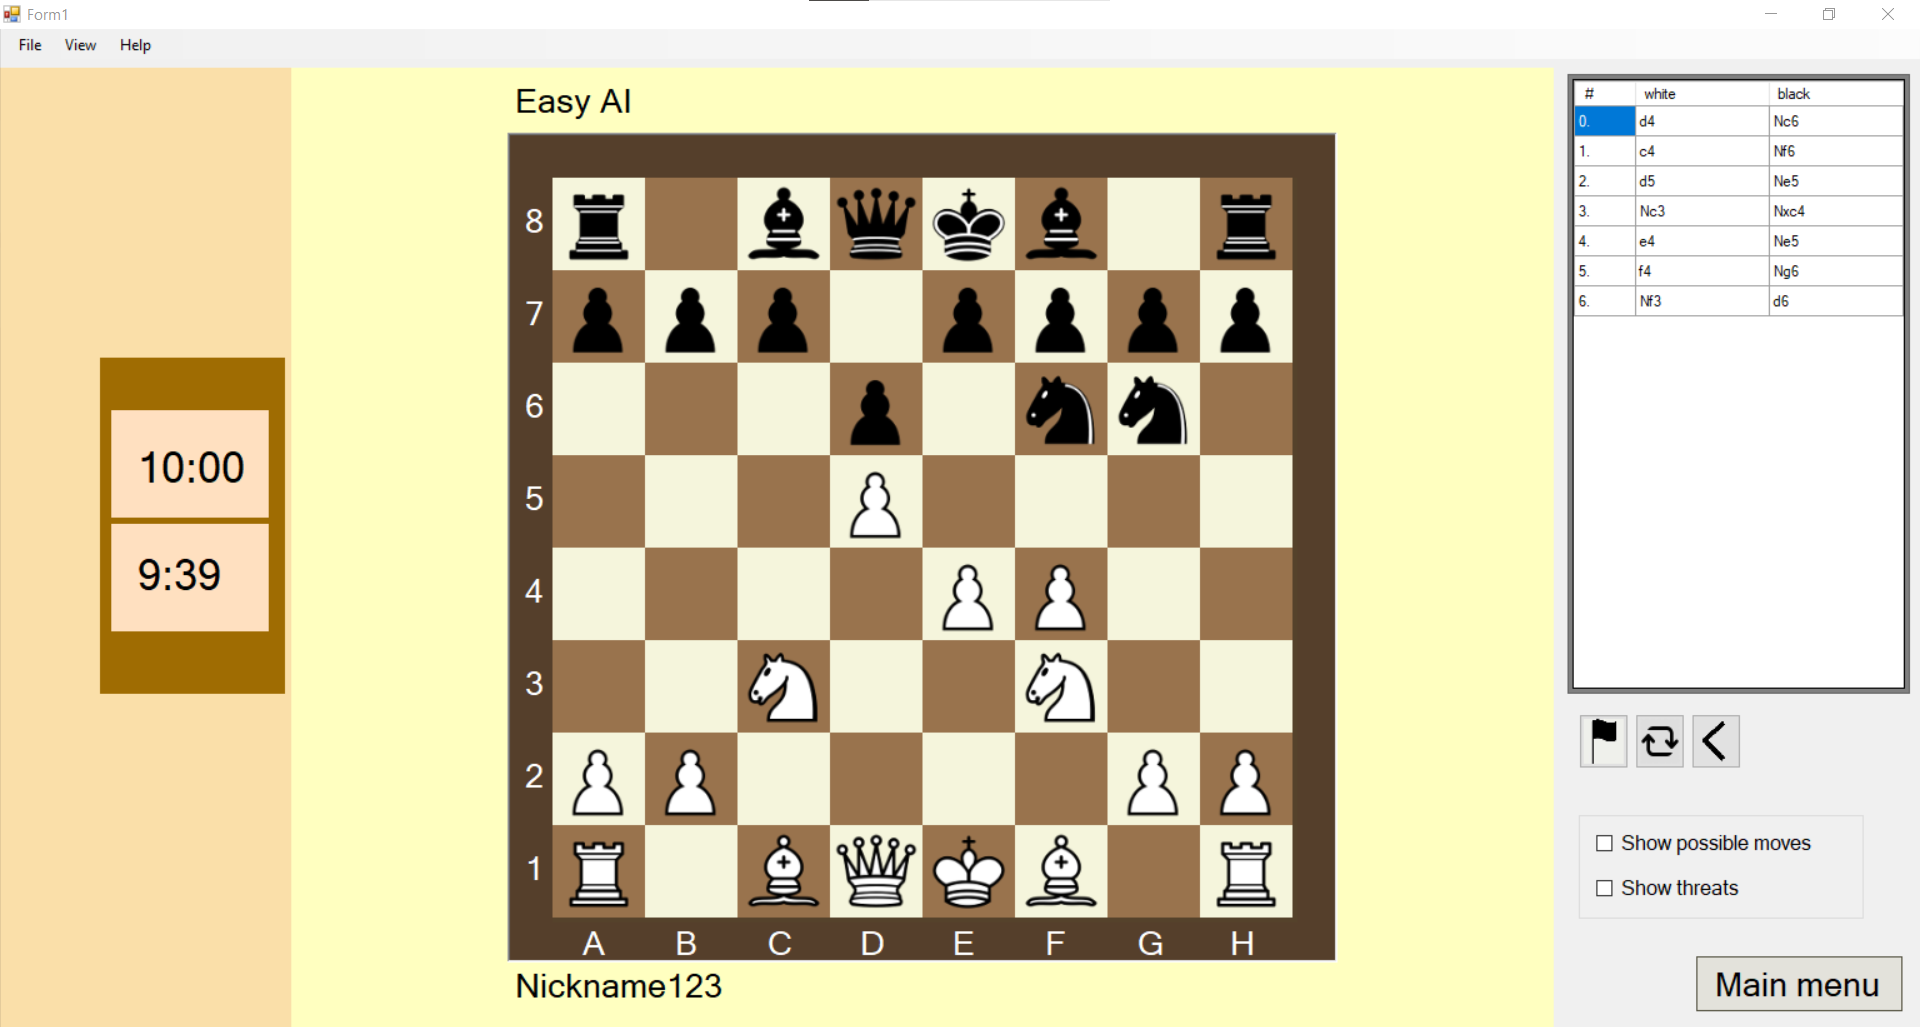 Form1
File View Help
Easy AI
8
7
6
5
4
3
2
1
A B C D E F G H
Nickname123
10:00
9:39
# white black
0. d4 Nc6
1. c4 Nf6
2. d5 Ne5
3. Nc3 Nxc4
4. e4 Ne5
5. f4 Ng6
6. Nf3 d6
Show possible moves
Show threats
Main menu